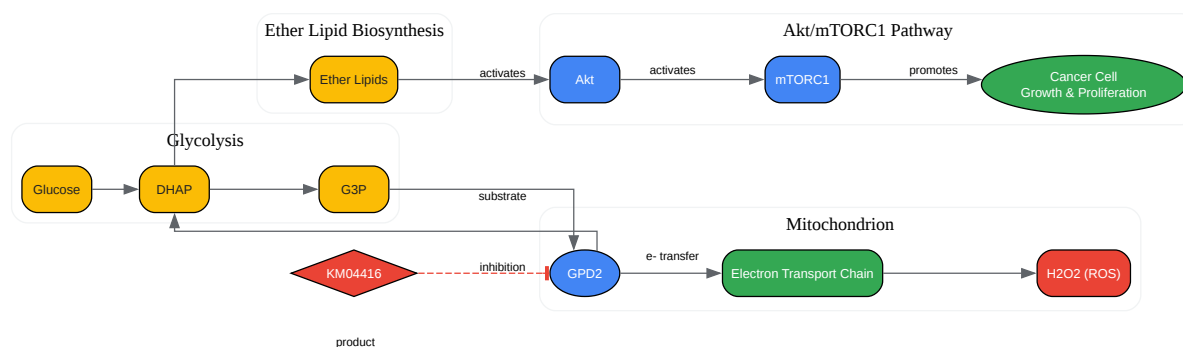 Ether Lipid Biosynthesis
Akt/mTORC1 Pathway
Ether Lipids
activates
Akt
activates
mTORC1
promotes
Cancer Cell
Growth & Proliferation
Glycolysis
Glucose
DHAP
G3P
substrate
Mitochondrion
KM04416
inhibition
GPD2
e- transfer
Electron Transport Chain
H2O2 (ROS)
product